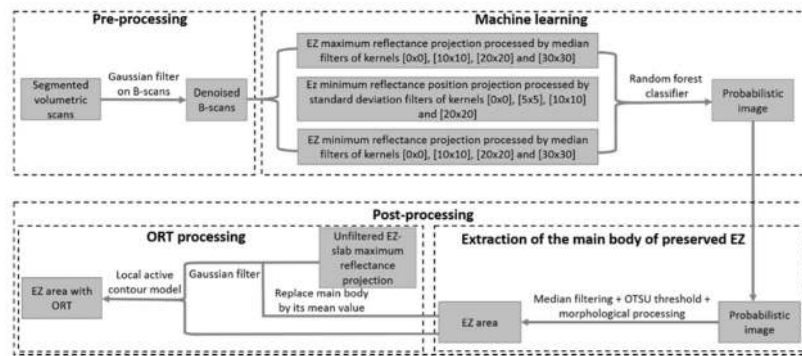 Pre-processing
Machine learning
Segmented
volumetric
scans
Gaussian filter
on B-scans
Denoised
B-scans
EZ maximum reflectance projection processed by median
filters of kernels [0x0], [10x10], [20x20] and [30x30]
Ez minimum reflectance position projection processed by
standard deviation filters of kernels [0x0], [5x5], [10x10]
and [20x20]
EZ minimum reflectance projection processed by median
filters of kernels [0x0], [10x10], [20x20] and [30x30]
Random forest
classifier
Probabilistic
image
Post-processing
ORT processing
Unfiltered EZ-
slab maximum
reflectance
projection
EZ area with
ORT
Local active
contour model
Gaussian filter
Replace main body
by its mean value
Extraction of the main body of preserved EZ
EZ area
Median filtering + OTSU threshold +
morphological processing
Probabilistic
image